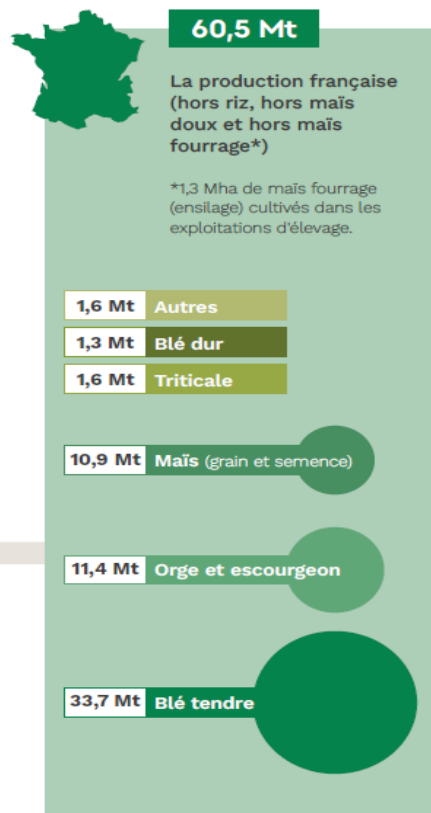 60,5 Mt
La production française
(hors riz, hors maïs
doux et hors maïs
fourrage*)
*1,3 Mha de maïs fourrage
(ensilage) cultivés dans les
exploitations d'élevage.
1,6 Mt Autres
1,3 Mt Blé dur
1,6 Mt Triticale
10,9 Mt Maïs (grain et semence)
11,4 Mt Orge et escourgeon
33,7 Mt Blé tendre